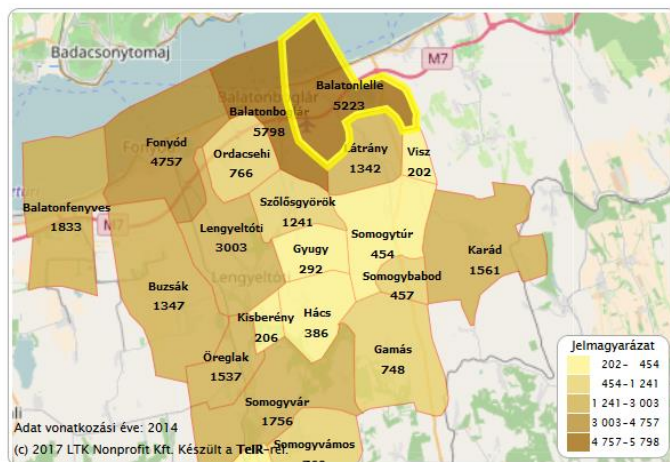 Badacsonytomaj
M7
Balatonlelle
5223
Balatonboglár
Balatonboglár
5798
Fonyód
Fonyód
4757
Ordacsehi
766
Látrány
1342
Visz
202
Balatonfenyves
1833
M7
Szőlősgyörök
1241
Lengyeltóti
3003
Somogytúr
454
Karád
1561
Gyugy
292
Lengyeltóti
Somogybabod
457
Buzsák
1347
Kisberény
206
Hács
386
Gamás
748
Öreglak
1537
Somogyvár
1756
Somogyvámos
Jelmagyarázat
202- 454
454-1 241
1 241-3 003
3 003-4 757
4 757-5 798
Adat vonatkozási éve: 2014
(c) 2017 LTK Nonprofit Kft. Készült a TeIR-rel.